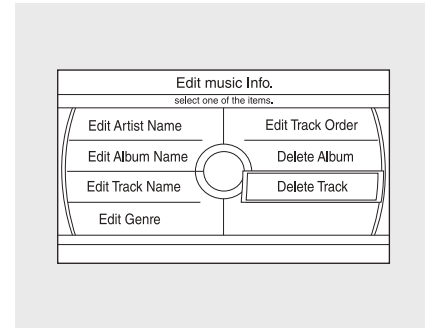 Edit music Info.
select one of the items.
Edit Artist Name
Edit Album Name
Edit Track Name
Edit Genre
Edit Track Order
Delete Album
Delete Track